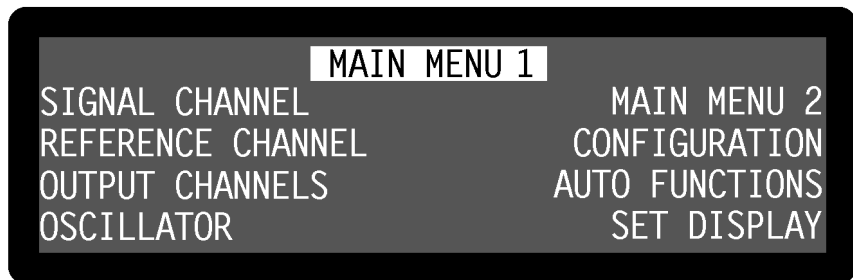 MAIN MENU 1
SIGNAL CHANNEL MAIN MENU 2
REFERENCE CHANNEL CONFIGURATION
OUTPUT CHANNELS AUTO FUNCTIONS
OSCILLATOR SET DISPLAY